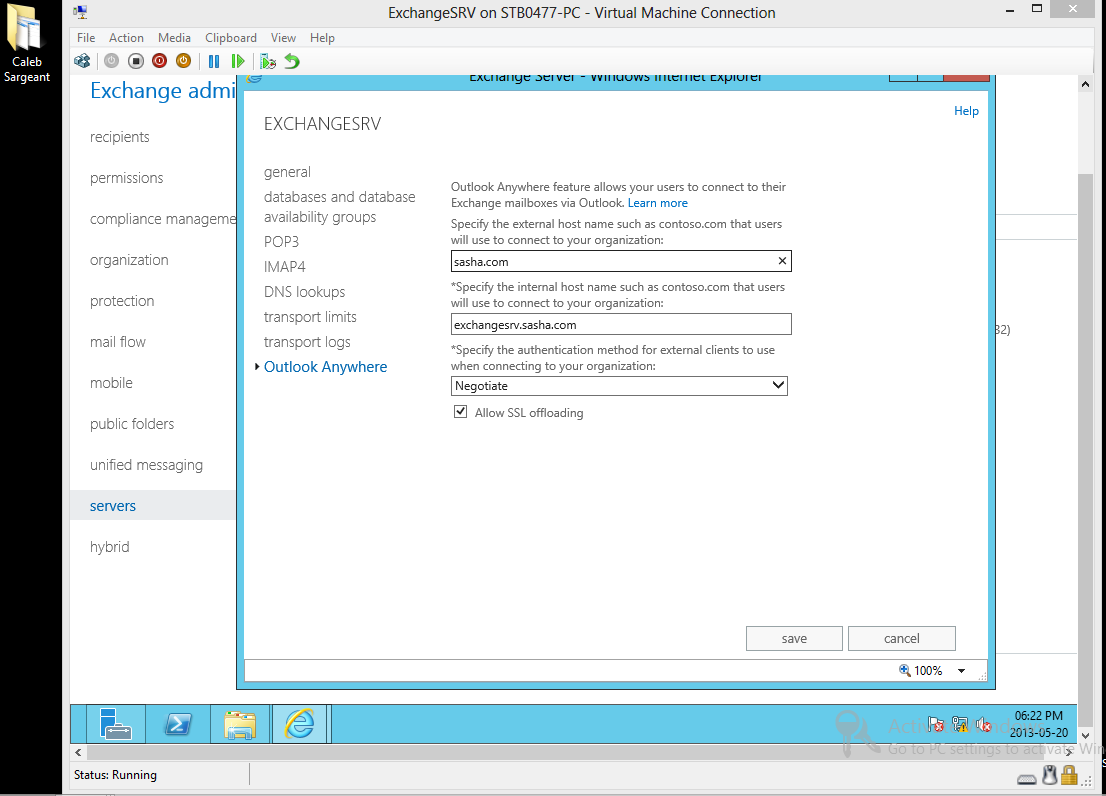 Caleb
Sargeant
ExchangeSRV on STB0477-PC - Virtual Machine Connection
File Action Media Clipboard View Help
Exchange Server - Windows Internet Explorer
Exchange admi
Help
EXCHANGESRV
recipients
permissions
compliance manageme
organization
protection
mail flow
mobile
public folders
unified messaging
servers
hybrid
general
databases and database
availability groups
POP3
IMAP4
DNS lookups
transport limits
transport logs
Outlook Anywhere
Outlook Anywhere feature allows your users to connect to their
Exchange mailboxes via Outlook. Learn more
Specify the external host name such as contoso.com that users
will use to connect to your organization:
sasha.com
*Specify the internal host name such as contoso.com that users
will use to connect to your organization:
exchangesrv.sasha.com
*Specify the authentication method for external clients to use
when connecting to your organization:
Negotiate
Allow SSL offloading
32)
save cancel
100%
06:22 PM
2013-05-20
Go to PC settings to activate Win
Status: Running